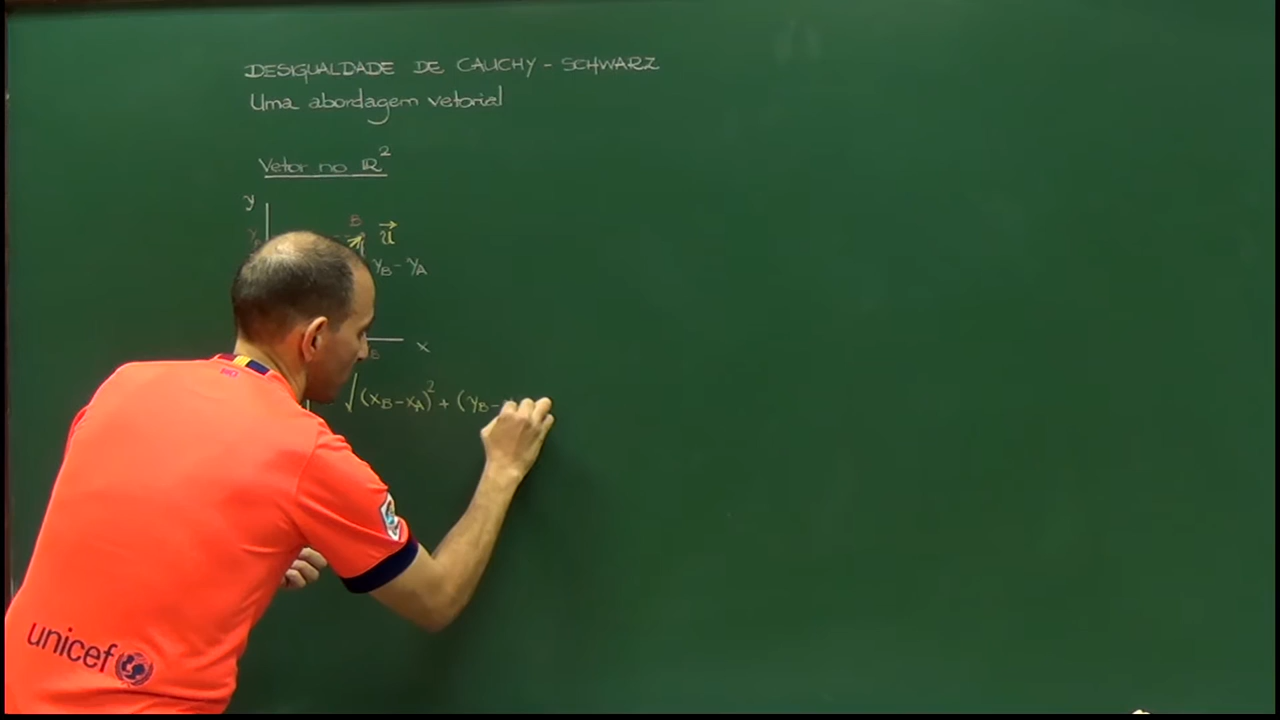 DESIGUALDADE DE CAUCHY - SCHWARZ
Uma abordagem vetorial
Vetor no ℝ²
y
B u⃗
y_B - y_A
x
B
√(x_B - x_A)² + (y_B -
unicef